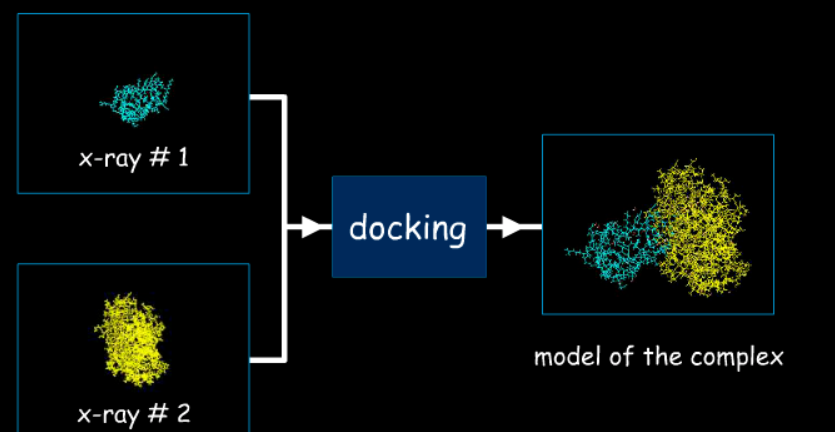 x-ray # 1
docking
x-ray # 2
model of the complex